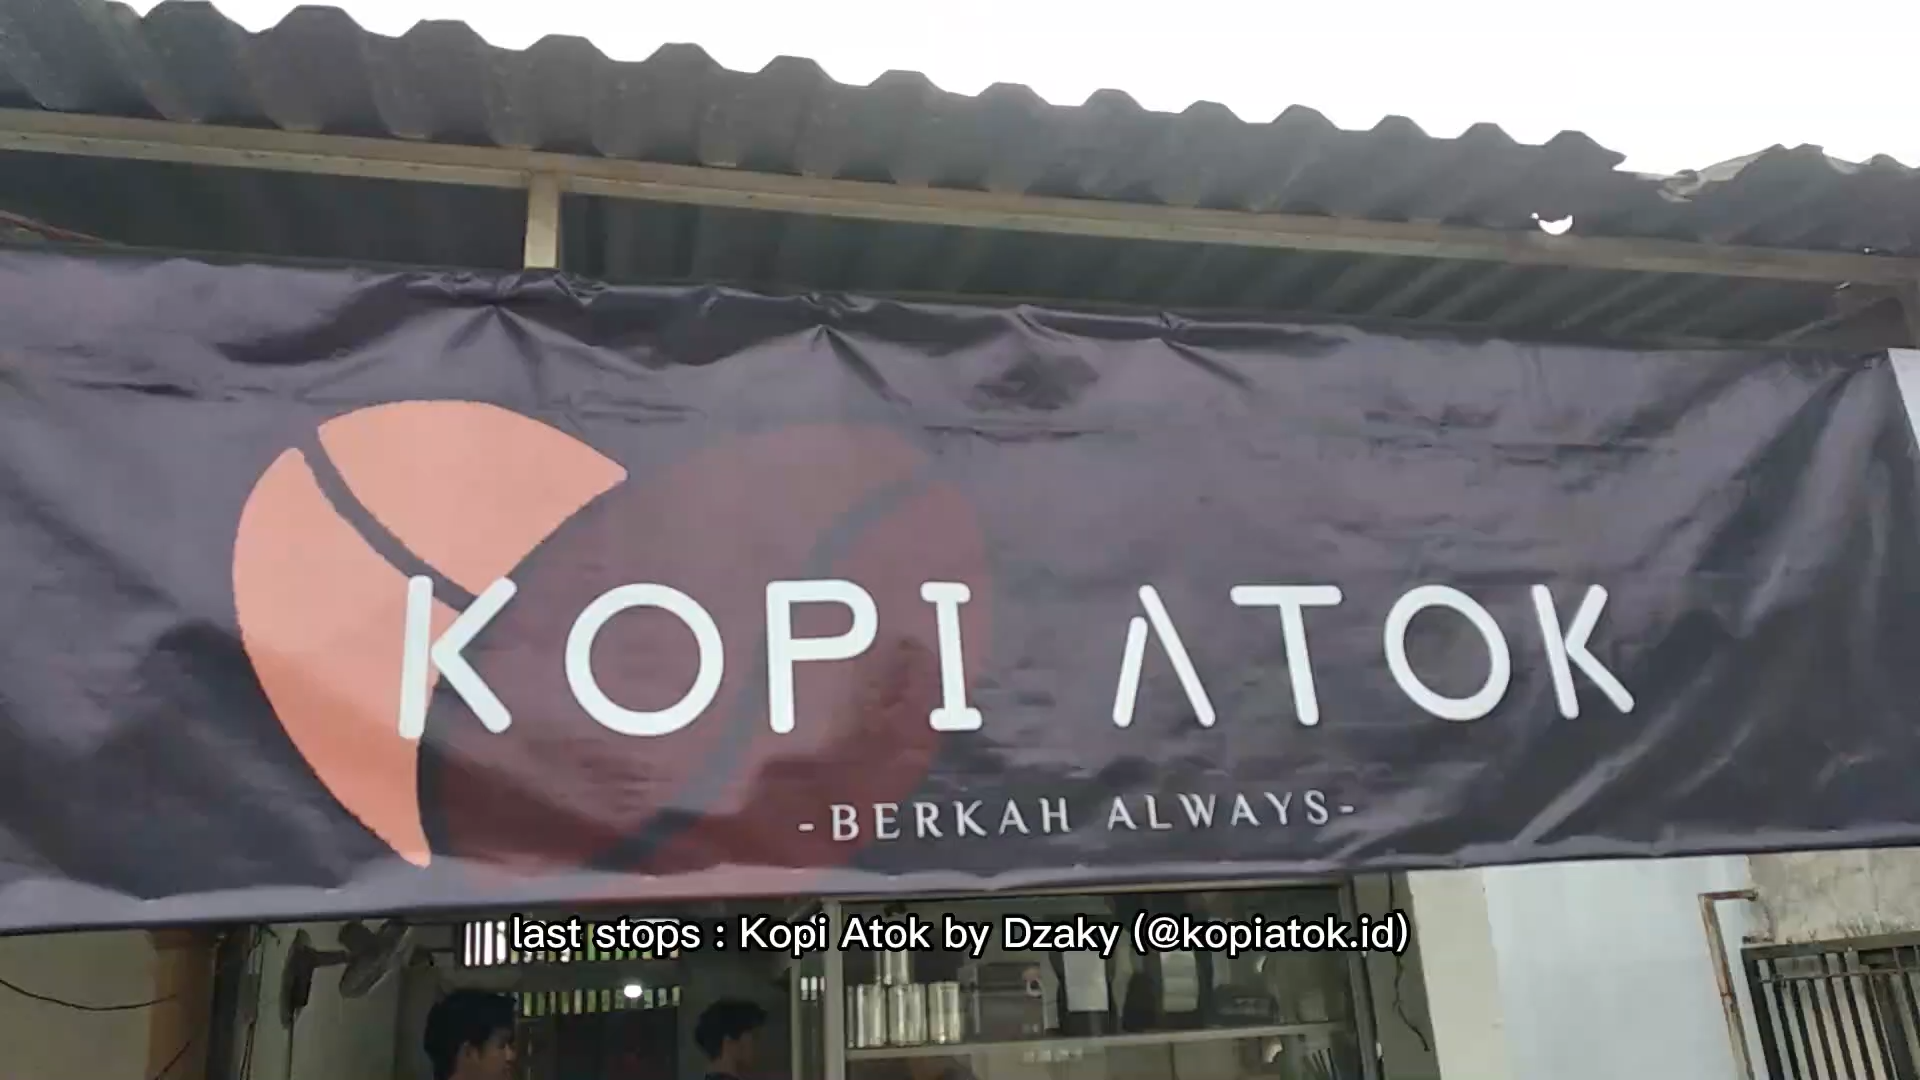 KOPI ATOK
-BERKAH ALWAYS-
last stops : Kopi Atok by Dzaky (@kopiatok.id)